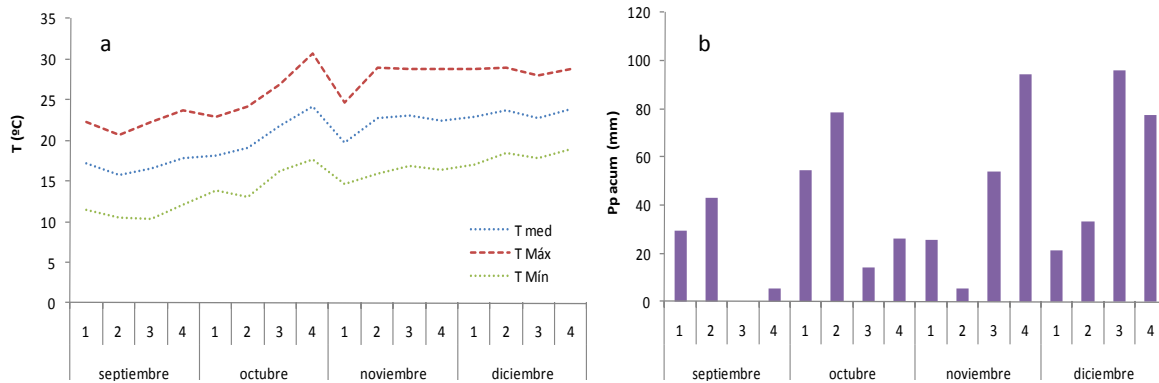 a
35
30
25
20
15
10
5
0
T (ºC)
T med
T Máx
T Mín
1 2 3 4 1 2 3 4 1 2 3 4 1 2 3 4
septiembre octubre noviembre diciembre
b
120
100
80
60
40
20
0
Pp acum (mm)
1 2 3 4 1 2 3 4 1 2 3 4 1 2 3 4
septiembre octubre noviembre diciembre